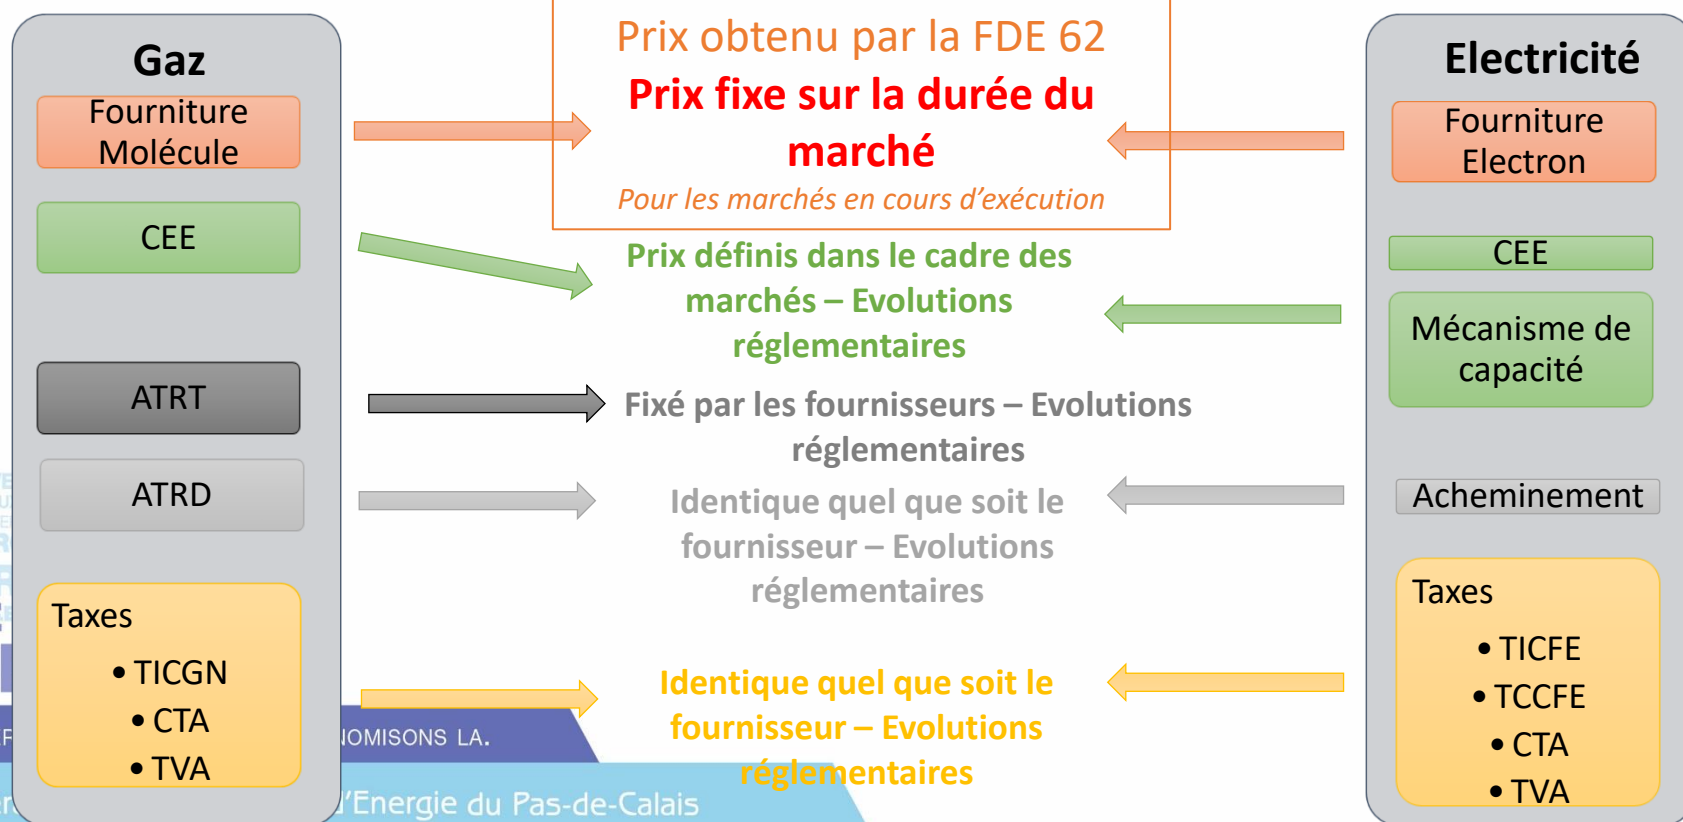 Gaz
Fourniture
Molécule
CEE
ATRT
ATRD
Taxes
• TICGN
• CTA
• TVA
Prix obtenu par la FDE 62
Prix fixe sur la durée du
marché
Pour les marchés en cours d'exécution
Prix définis dans le cadre des
marchés – Evolutions
réglementaires
Fixé par les fournisseurs – Evolutions
réglementaires
Identique quel que soit le
fournisseur – Evolutions
réglementaires
Identique quel que soit le
fournisseur – Evolutions
réglementaires
Electricité
Fourniture
Electron
CEE
Mécanisme de
capacité
Acheminement
Taxes
• TICFE
• TCCFE
• CTA
• TVA
OMISONS LA.
d'Energie du Pas-de-Calais